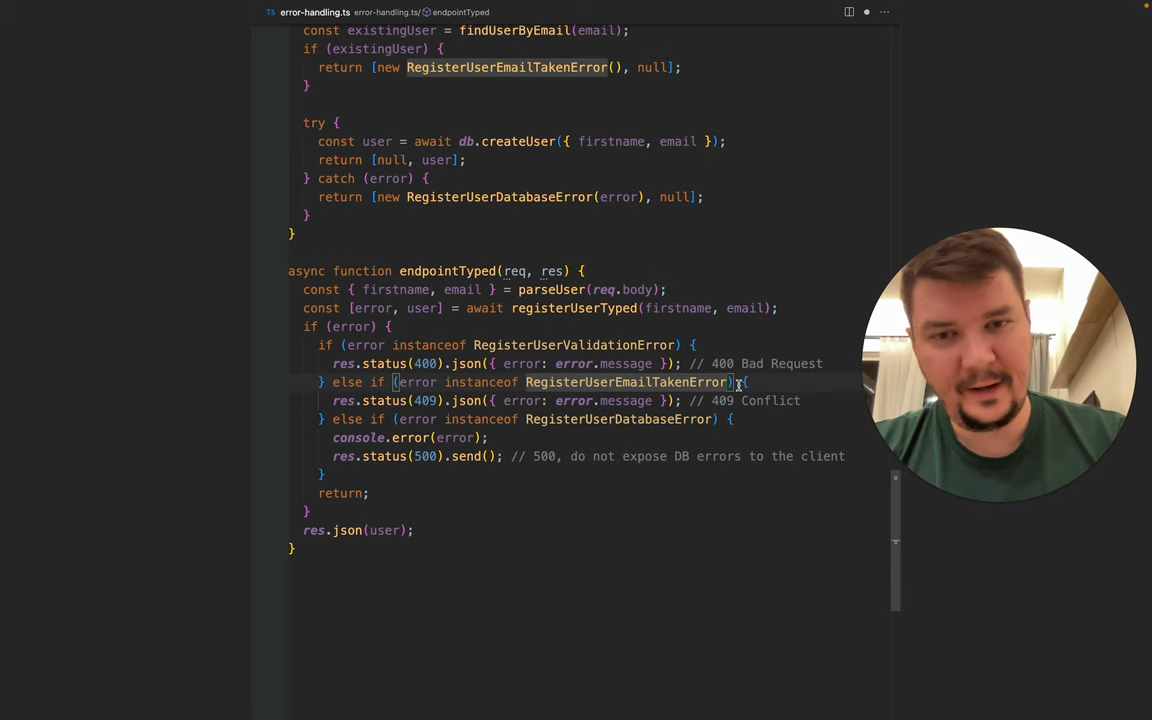 TS error-handling.ts error-handling.ts/ endpointTyped ...
const existingUser = findUserByEmail(email);
if (existingUser) {
return [new RegisterUserEmailTakenError(), null];
}
try {
const user = await db.createUser({ firstname, email });
return [null, user];
} catch (error) {
return [new RegisterUserDatabaseError(error), null];
}
}
async function endpointTyped(req, res) {
const { firstname, email } = parseUser(req.body);
const [error, user] = await registerUserTyped(firstname, email);
if (error) {
if (error instanceof RegisterUserValidationError) {
res.status(400).json({ error: error.message }); // 400 Bad Request
} else if (error instanceof RegisterUserEmailTakenError) {
res.status(409).json({ error: error.message }); // 409 Conflict
} else if (error instanceof RegisterUserDatabaseError) {
console.error(error);
res.status(500).send(); // 500, do not expose DB errors to the client
}
return;
}
res.json(user);
}